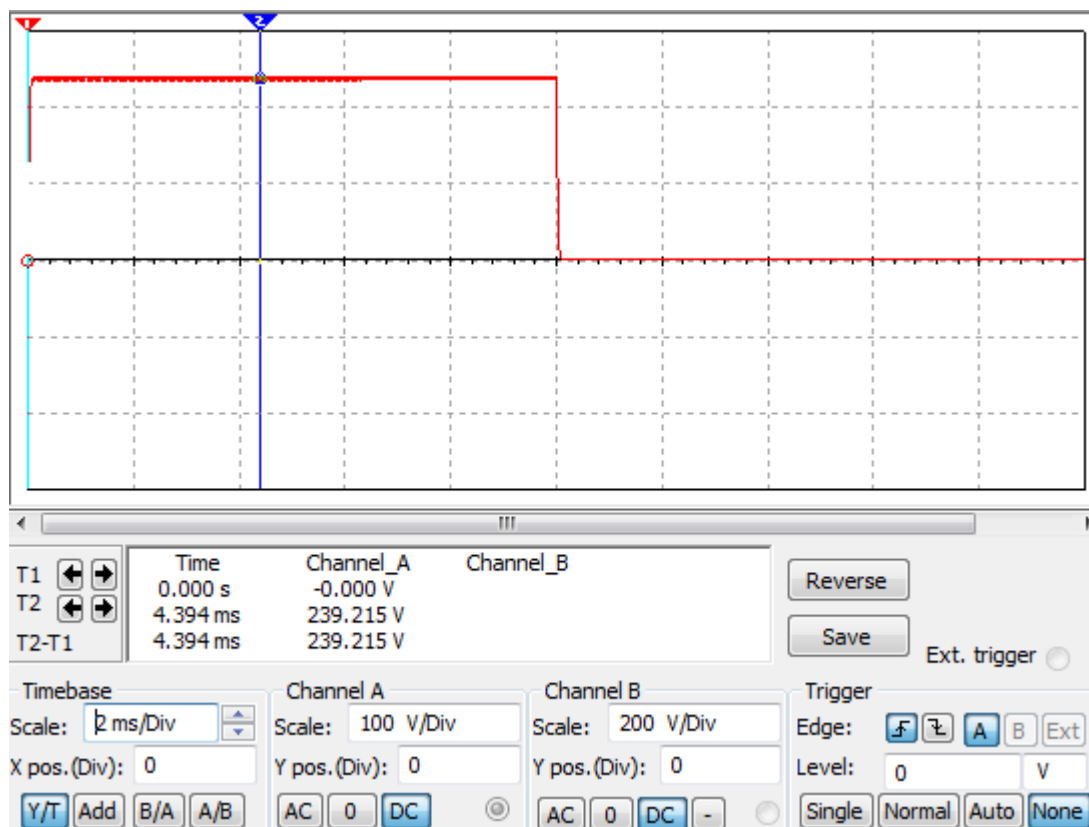 1 2
Time Channel_A Channel_B
T1 0.000 s -0.000 V
T2 4.394 ms 239.215 V
T2-T1 4.394 ms 239.215 V
Reverse
Save
Ext. trigger
Timebase Channel A Channel B Trigger
Scale: 2 ms/Div Scale: 100 V/Div Scale: 200 V/Div Edge: A B Ext
X pos.(Div): 0 Y pos.(Div): 0 Y pos.(Div): 0 Level: 0 V
Y/T Add B/A A/B AC 0 DC AC 0 DC - Single Normal Auto None